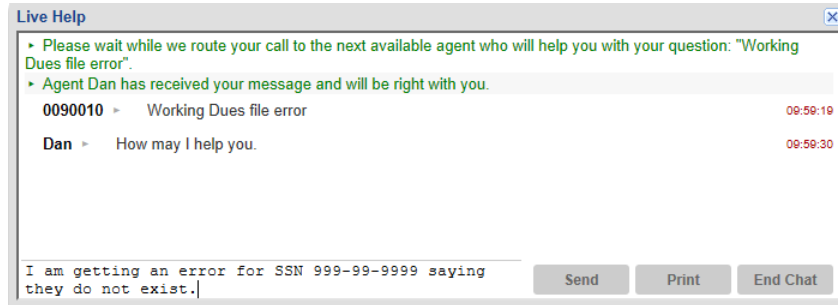 Live Help
‣ Please wait while we route your call to the next available agent who will help you with your question: "Working
Dues file error".
‣ Agent Dan has received your message and will be right with you.
0090010 ▸ Working Dues file error 09:59:19
Dan ▸ How may I help you. 09:59:30
I am getting an error for SSN 999-99-9999 saying
they do not exist.
Send Print End Chat